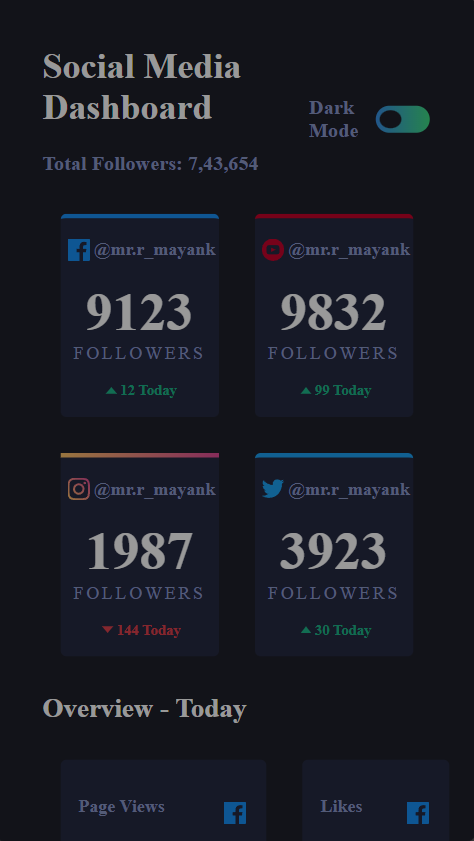 Social Media
Dashboard
Dark
Mode
Total Followers: 7,43,654
@mr.r_mayank
9123
FOLLOWERS
12 Today
@mr.r_mayank
9832
FOLLOWERS
99 Today
@mr.r_mayank
1987
FOLLOWERS
144 Today
@mr.r_mayank
3923
FOLLOWERS
30 Today
Overview - Today
Page Views
Likes